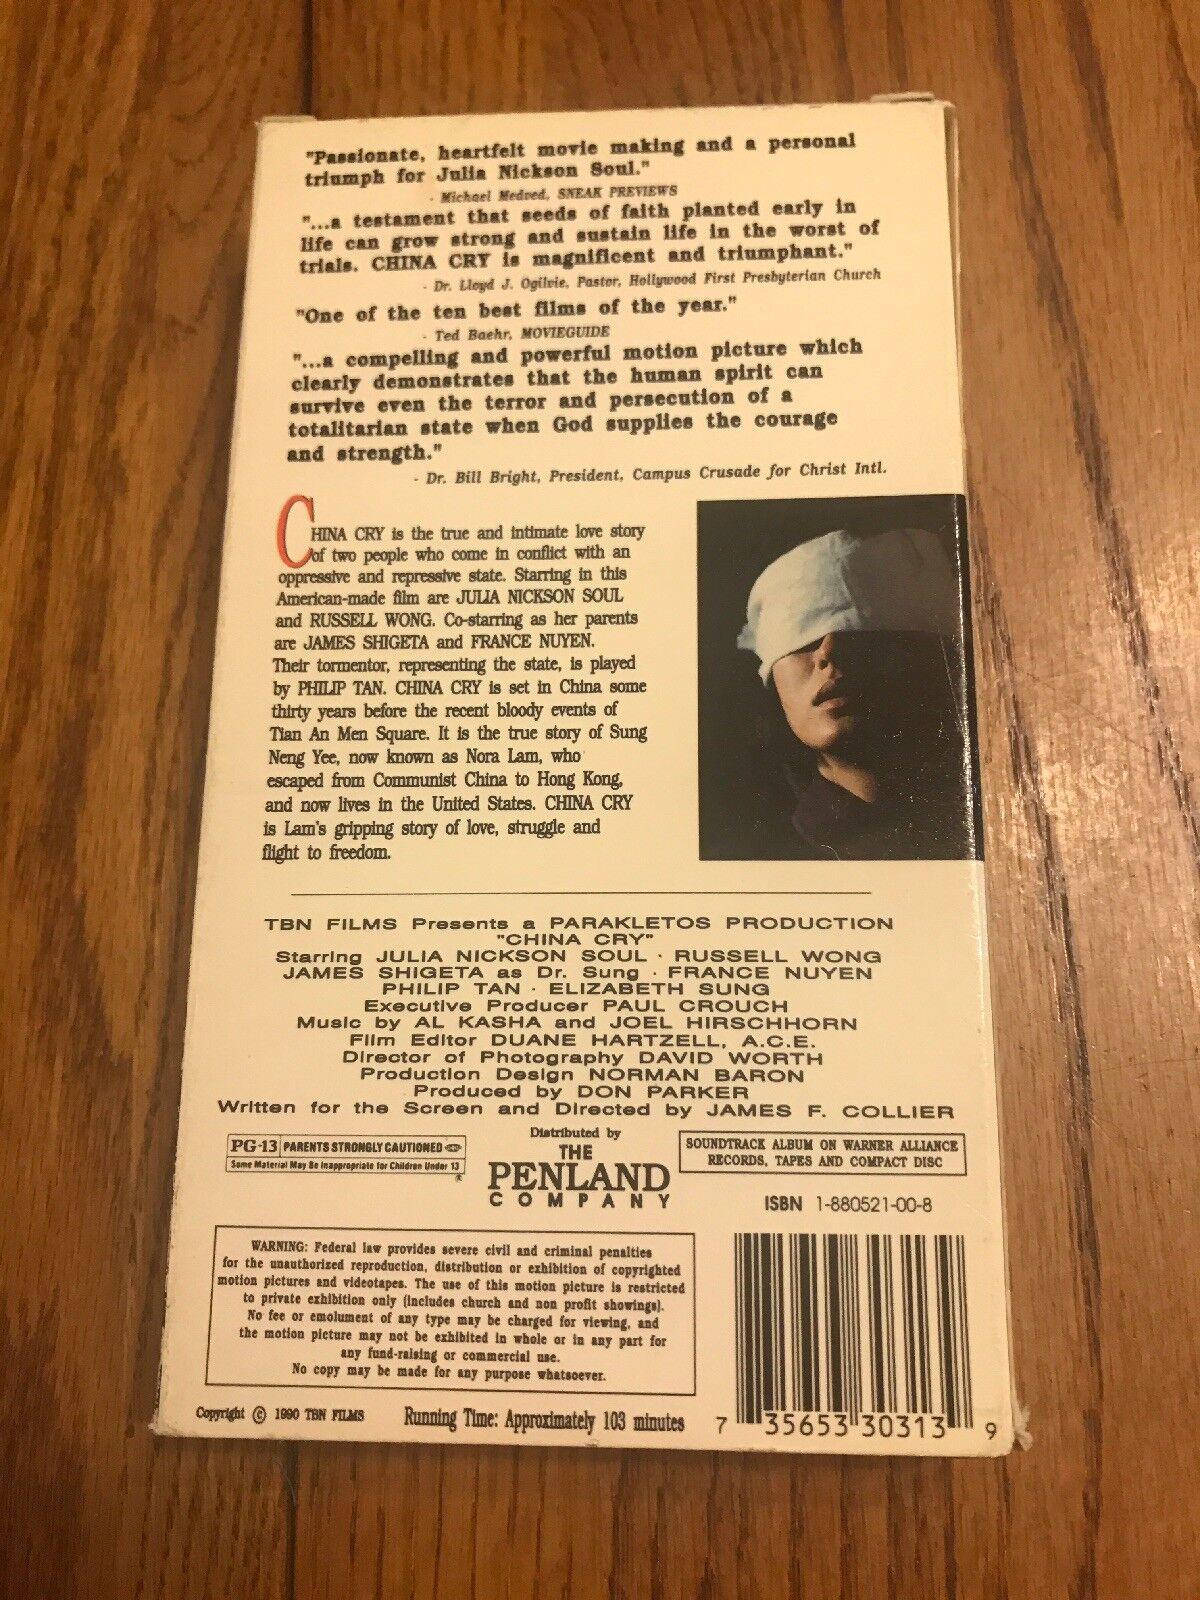 "Passionate, heartfelt movie making and a personal
triumph for Julia Nickson Soul."
- Michael Medved, SNEAK PREVIEWS
"...a testament that seeds of faith planted early in
life can grow strong and sustain life in the worst of
trials. CHINA CRY is magnificent and triumphant."
- Dr. Lloyd J. Ogilvie, Pastor, Hollywood First Presbyterian Church
"One of the ten best films of the year."
- Ted Baehr, MOVIEGUIDE
"...a compelling and powerful motion picture which
clearly demonstrates that the human spirit can
survive even the terror and persecution of a
totalitarian state when God supplies the courage
and strength."
- Dr. Bill Bright, President, Campus Crusade for Christ Intl.
CHINA CRY is the true and intimate love story
of two people who come in conflict with an
oppressive and repressive state. Starring in this
American-made film are JULIA NICKSON SOUL
and RUSSELL WONG. Co-starring as her parents
are JAMES SHIGETA and FRANCE NUYEN.
Their tormentor, representing the state, is played
by PHILIP TAN. CHINA CRY is set in China some
thirty years before the recent bloody events of
Tian An Men Square. It is the true story of Sung
Neng Yee, now known as Nora Lam, who
escaped from Communist China to Hong Kong,
and now lives in the United States. CHINA CRY
is Lam's gripping story of love, struggle and
flight to freedom.
TBN FILMS Presents a PARAKLETOS PRODUCTION
"CHINA CRY"
Starring JULIA NICKSON SOUL · RUSSELL WONG
JAMES SHIGETA as Dr. Sung · FRANCE NUYEN
PHILIP TAN · ELIZABETH SUNG
Executive Producer PAUL CROUCH
Music by AL KASHA and JOEL HIRSCHHORN
Film Editor DUANE HARTZELL, A.C.E.
Director of Photography DAVID WORTH
Production Design NORMAN BARON
Produced by DON PARKER
Written for the Screen and Directed by JAMES F. COLLIER
PG-13 PARENTS STRONGLY CAUTIONED
Some Material May Be Inappropriate for Children Under 13
Distributed by
THE
PENLAND
COMPANY
SOUNDTRACK ALBUM ON WARNER ALLIANCE
RECORDS, TAPES AND COMPACT DISC
ISBN 1-880521-00-8
WARNING: Federal law provides severe civil and criminal penalties
for the unauthorized reproduction, distribution or exhibition of copyrighted
motion pictures and videotapes. The use of this motion picture is restricted
to private exhibition only (includes church and non profit showings).
No fee or emolument of any type may be charged for viewing, and
the motion picture may not be exhibited in whole or in any part for
any fund-raising or commercial use.
No copy may be made for any purpose whatsoever.
Copyright © 1990 TBN FILMS
Running Time: Approximately 103 minutes
7 35653 30313 9